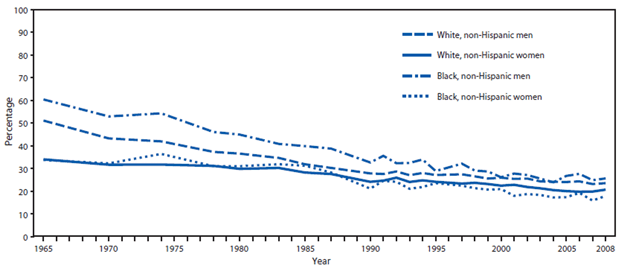 100
90
80
70
60
50
40
30
20
10
0
Percentage
White, non-Hispanic men
White, non-Hispanic women
Black, non-Hispanic men
Black, non-Hispanic women
1965 1970 1975 1980 1985 1990 1995 2000 2005 2008
Year